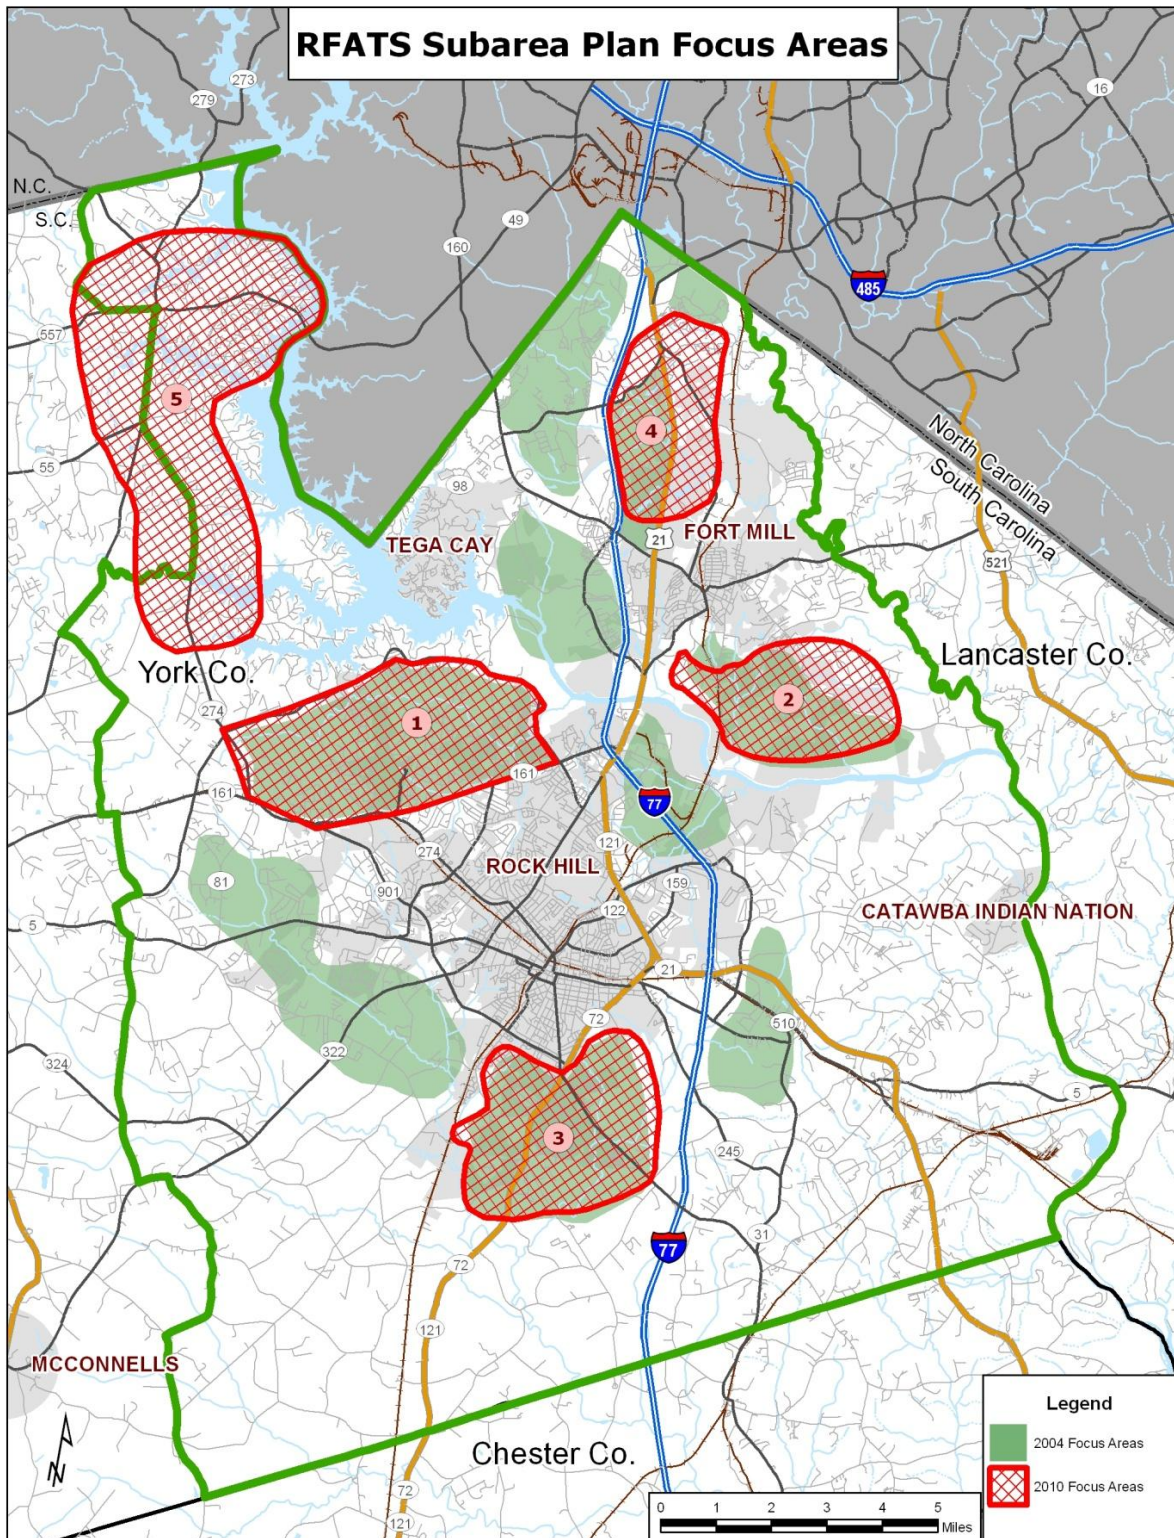 RFATS Subarea Plan Focus Areas
273
279
16
N.C.
S.C.
49
160
485
557
5
4
North Carolina
South Carolina
55
98
21
FORT MILL
TEGA CAY
521
York Co.
Lancaster Co.
274
1
2
161
161
77
121
274
ROCK HILL
81
901
159
122
CATAWBA INDIAN NATION
5
21
72
510
322
324
5
3
245
31
77
72
121
MCCONNELLS
N
Chester Co.
72
121
Legend
2004 Focus Areas
2010 Focus Areas
0 1 2 3 4 5
Miles